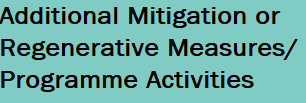 Additional Mitigation or
Regenerative Measures/
Programme Activities